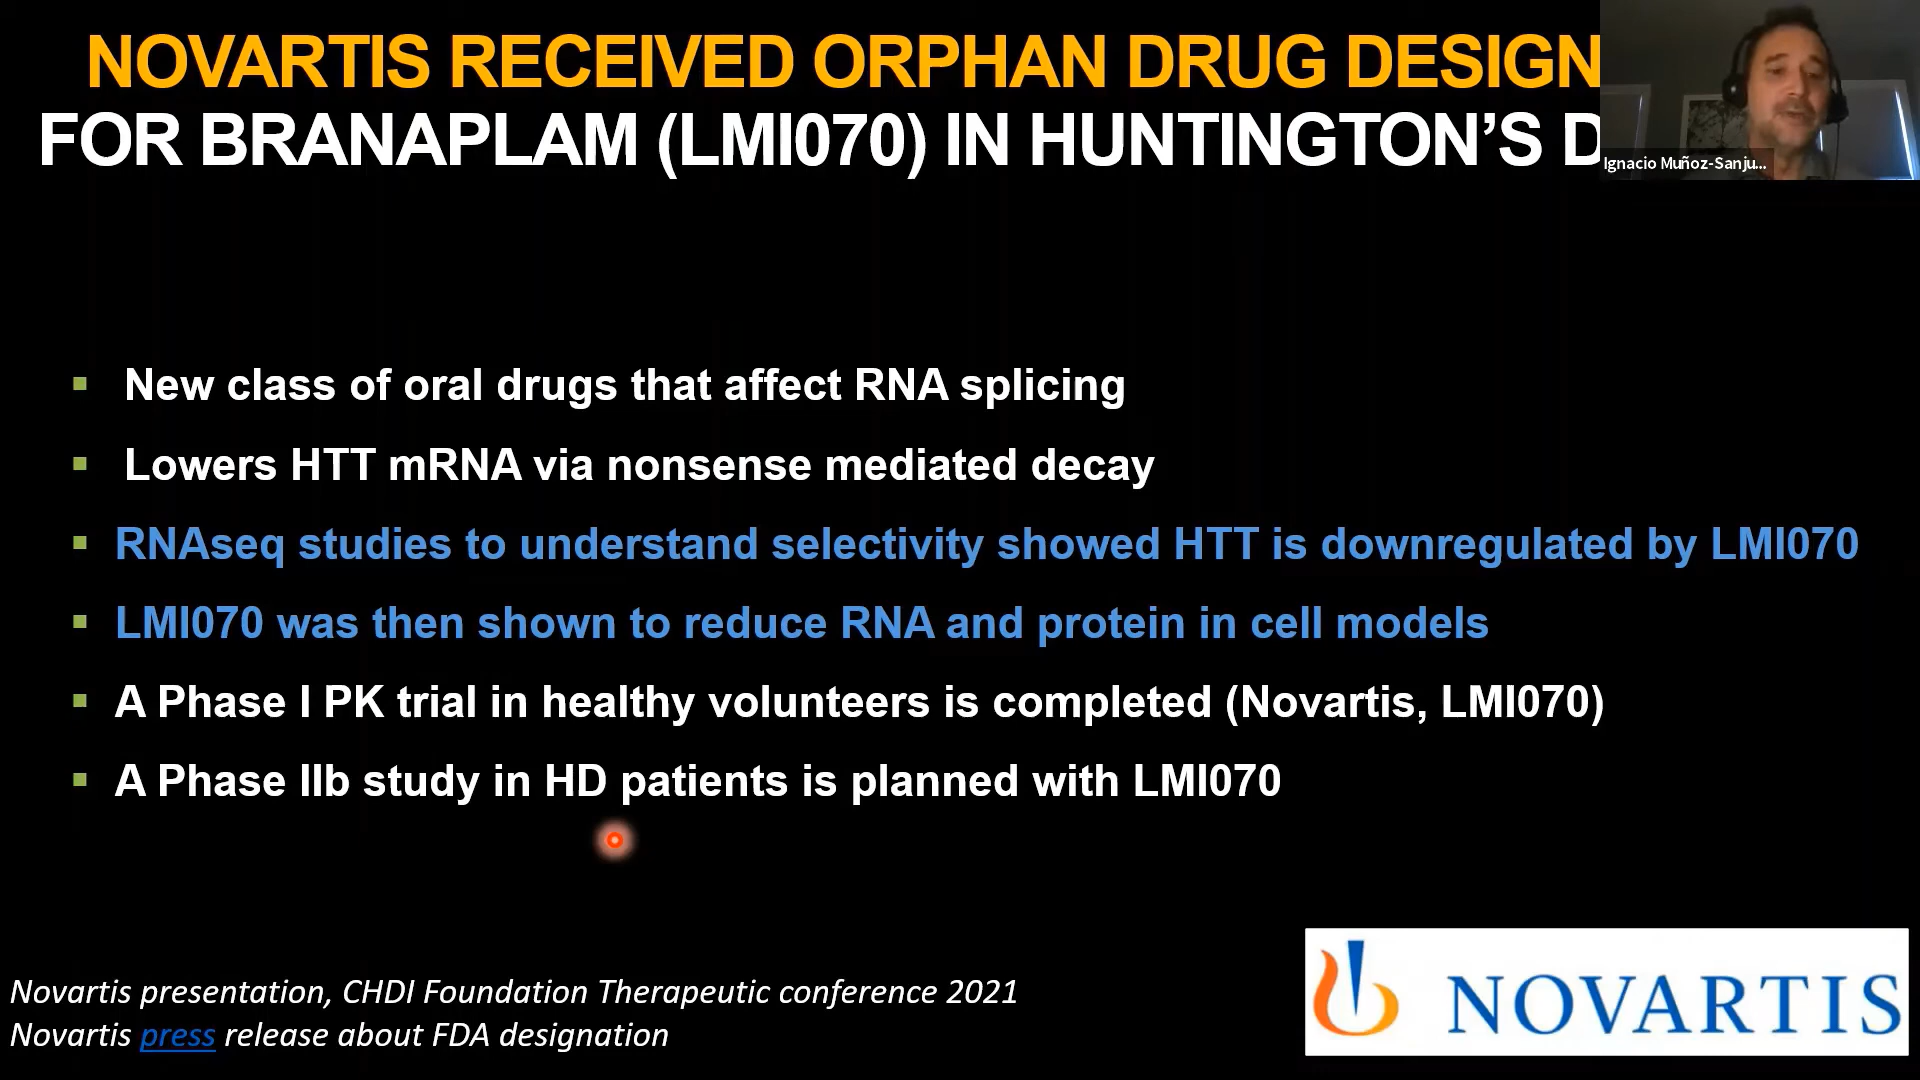 NOVARTIS RECEIVED ORPHAN DRUG DESIGN
FOR BRANAPLAM (LMI070) IN HUNTINGTON’S D
Ignacio Muñoz-Sanju...
▪ New class of oral drugs that affect RNA splicing
▪ Lowers HTT mRNA via nonsense mediated decay
▪ RNAseq studies to understand selectivity showed HTT is downregulated by LMI070
▪ LMI070 was then shown to reduce RNA and protein in cell models
▪ A Phase I PK trial in healthy volunteers is completed (Novartis, LMI070)
▪ A Phase IIb study in HD patients is planned with LMI070
Novartis presentation, CHDI Foundation Therapeutic conference 2021
Novartis press release about FDA designation
NOVARTIS